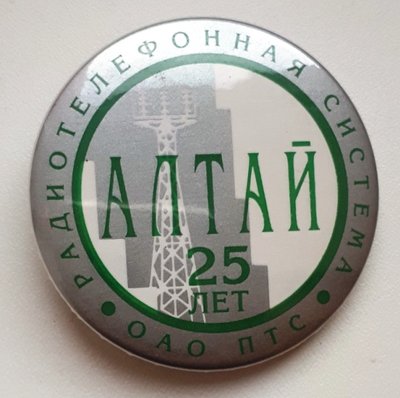 РАДИОТЕЛЕФОННАЯ СИСТЕМА
АЛТАЙ
25
ЛЕТ
ОАО ПТС